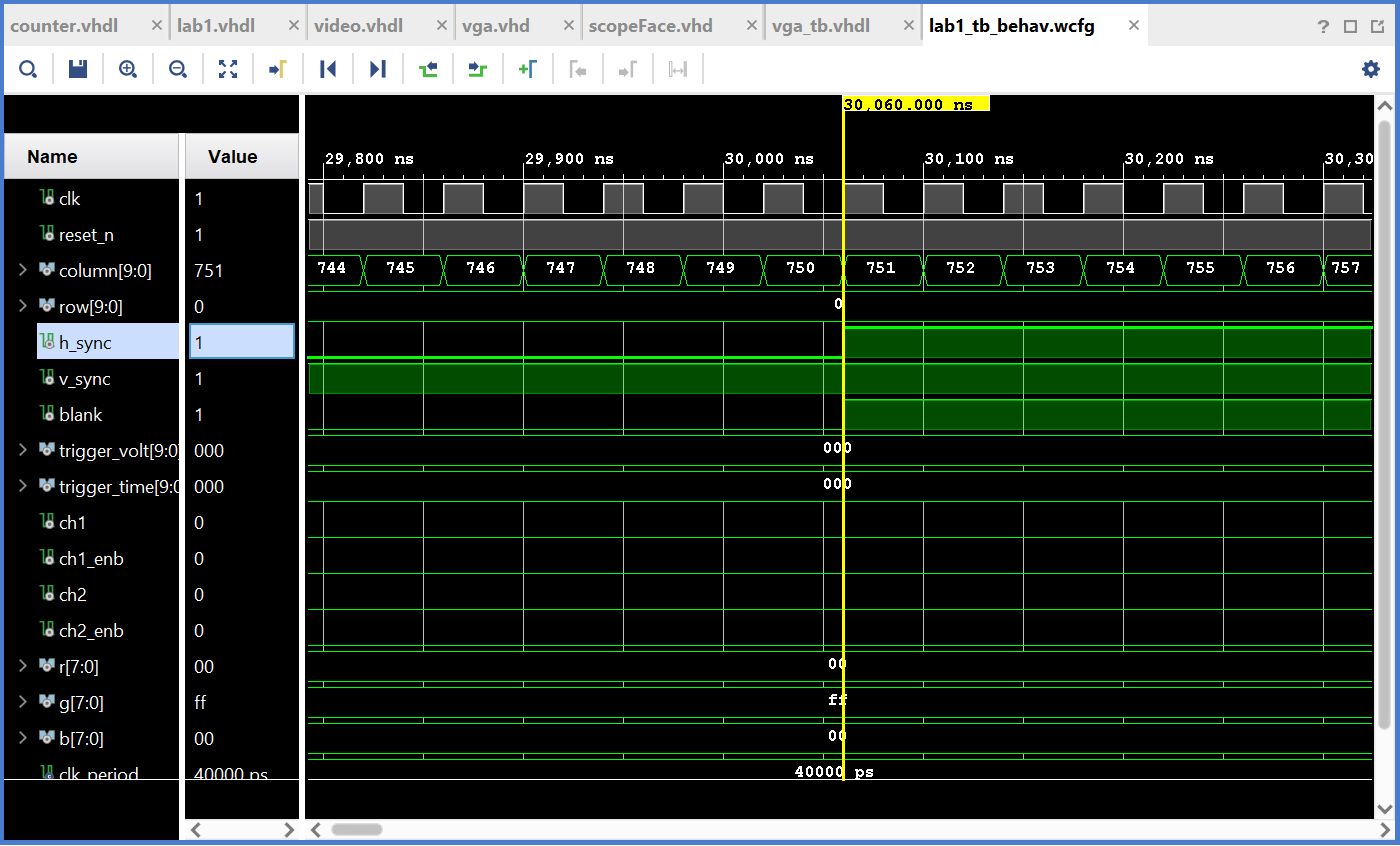 counter.vhdl lab1.vhdl video.vhdl vga.vhd scopeFace.vhd vga_tb.vhdl lab1_tb_behav.wcfg
30,060.000 ns
Name Value
29,800 ns 29,900 ns 30,000 ns 30,100 ns 30,200 ns 30,30
clk 1
reset_n 1
column[9:0] 751 744 745 746 747 748 749 750 751 752 753 754 755 756 757
row[9:0] 0 0
h_sync 1
v_sync 1
blank 1
trigger_volt[9:0] 000 000
trigger_time[9:0 000 000
ch1 0
ch1_enb 0
ch2 0
ch2_enb 0
r[7:0] 00 00
g[7:0] ff ff
b[7:0] 00 00
clk_period 40000 ps 40000 ps